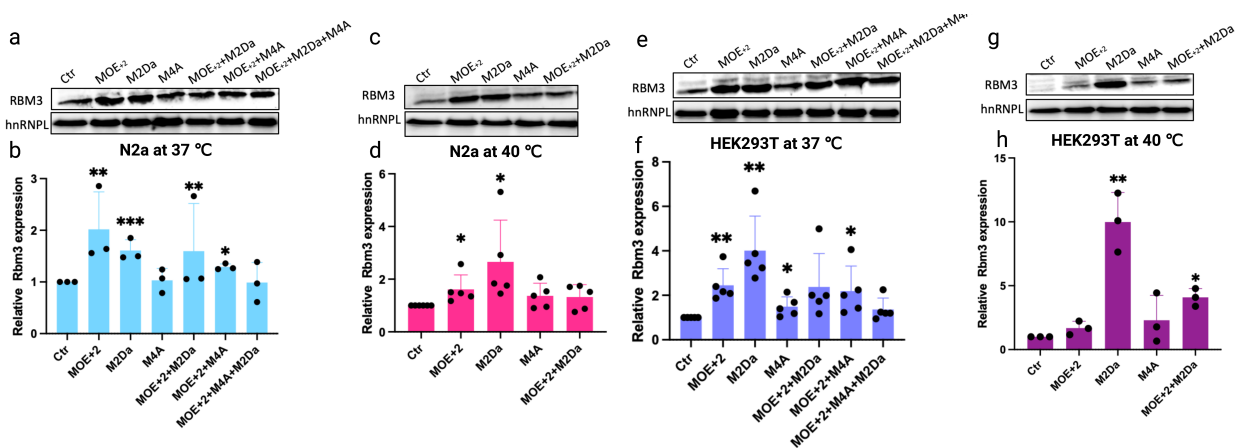 a
Ctr
MOE+2
M2Da
M4A
MOE+2+M2Da
MOE+2+M4A
MOE+2+M2Da+M4A
RBM3
hnRNPL
b
N2a at 37 ℃
Relative Rbm3 expression
3
2
1
0
**
***
**
*
Ctr
MOE+2
M2Da
M4A
MOE+2+M2Da
MOE+2+M4A
MOE+2+M4A+M2Da
c
Ctr
MOE+2
M2Da
M4A
MOE+2+M2Da
RBM3
hnRNPL
d
N2a at 40 ℃
Relative Rbm3 expression
6
4
2
0
*
*
Ctr
MOE+2
M2Da
M4A
MOE+2+M2Da
e
Ctr
MOE+2
M2Da
M4A
MOE+2+M2Da
MOE+2+M4A
MOE+2+M2Da+M4
RBM3
hnRNPL
f
HEK293T at 37 ℃
Relative Rbm3 expression
8
6
4
2
0
**
**
*
*
Ctr
MOE+2
M2Da
M4A
MOE+2+M2Da
MOE+2+M4A
MOE+2+M4A+M2Da
g
Ctr
MOE+2
M2Da
M4A
MOE+2+M2Da
RBM3
hnRNPL
h
HEK293T at 40 ℃
Relative Rbm3 expression
15
10
5
0
**
*
Ctr
MOE+2
M2Da
M4A
MOE+2+M2Da